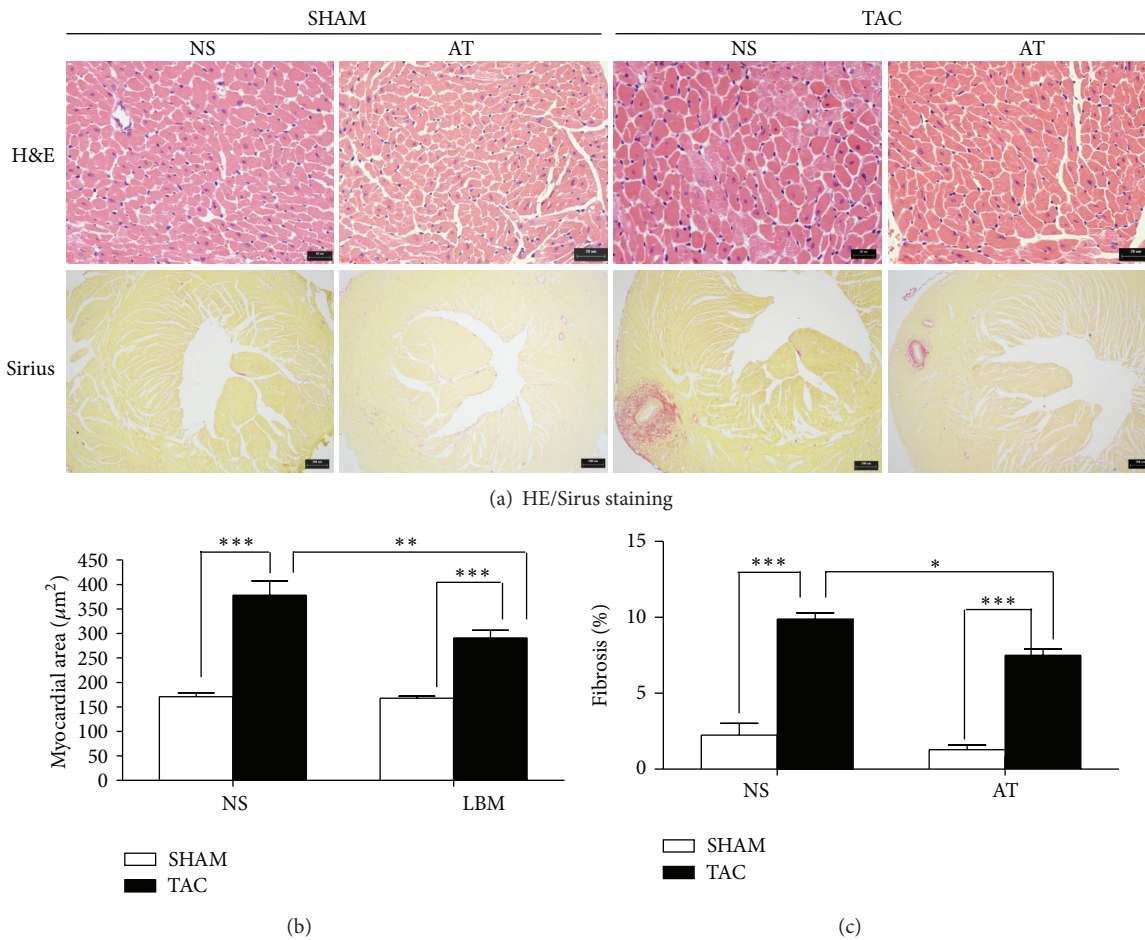 SHAM TAC
NS AT NS AT
H&E
Sirius
(a) HE/Sirus staining
Myocardial area (μm²)
450
400
350
300
250
200
150
100
50
0
***
**
***
NS LBM
SHAM
TAC
(b)
Fibrosis (%)
15
10
5
0
***
*
***
NS AT
SHAM
TAC
(c)